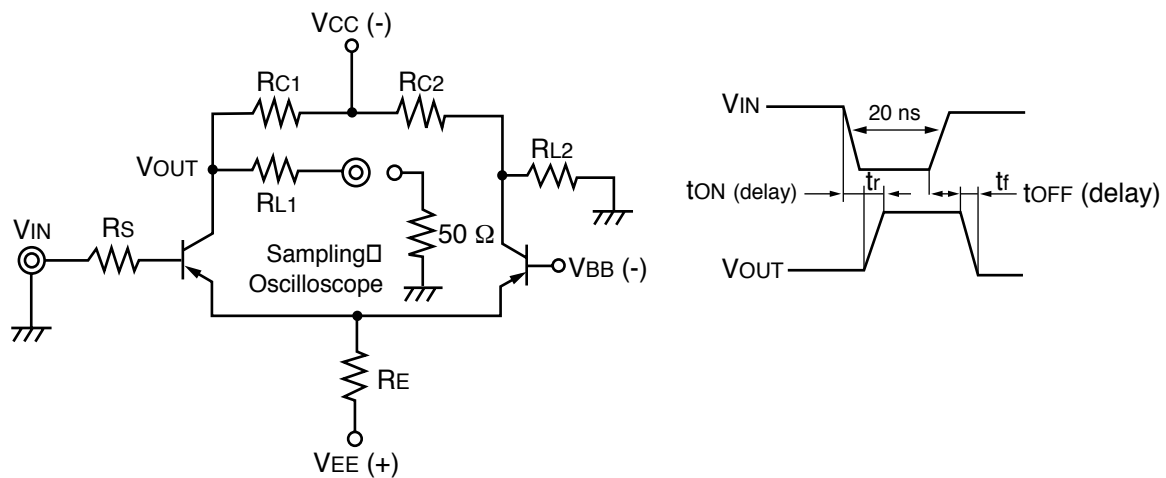 VCC (-)
RC1
RC2
VOUT
RL1
RL2
VIN
RS
50 Ω
Sampling□
Oscilloscope
VBB (-)
RE
VEE (+)
VIN
20 ns
tON (delay)
tr
tf
tOFF (delay)
VOUT